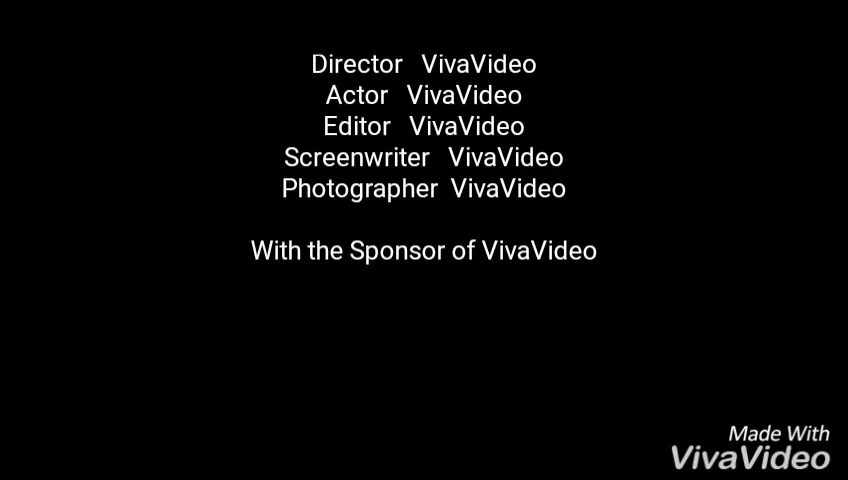 Director VivaVideo
Actor VivaVideo
Editor VivaVideo
Screenwriter VivaVideo
Photographer VivaVideo
With the Sponsor of VivaVideo
Made With
VivaVideo